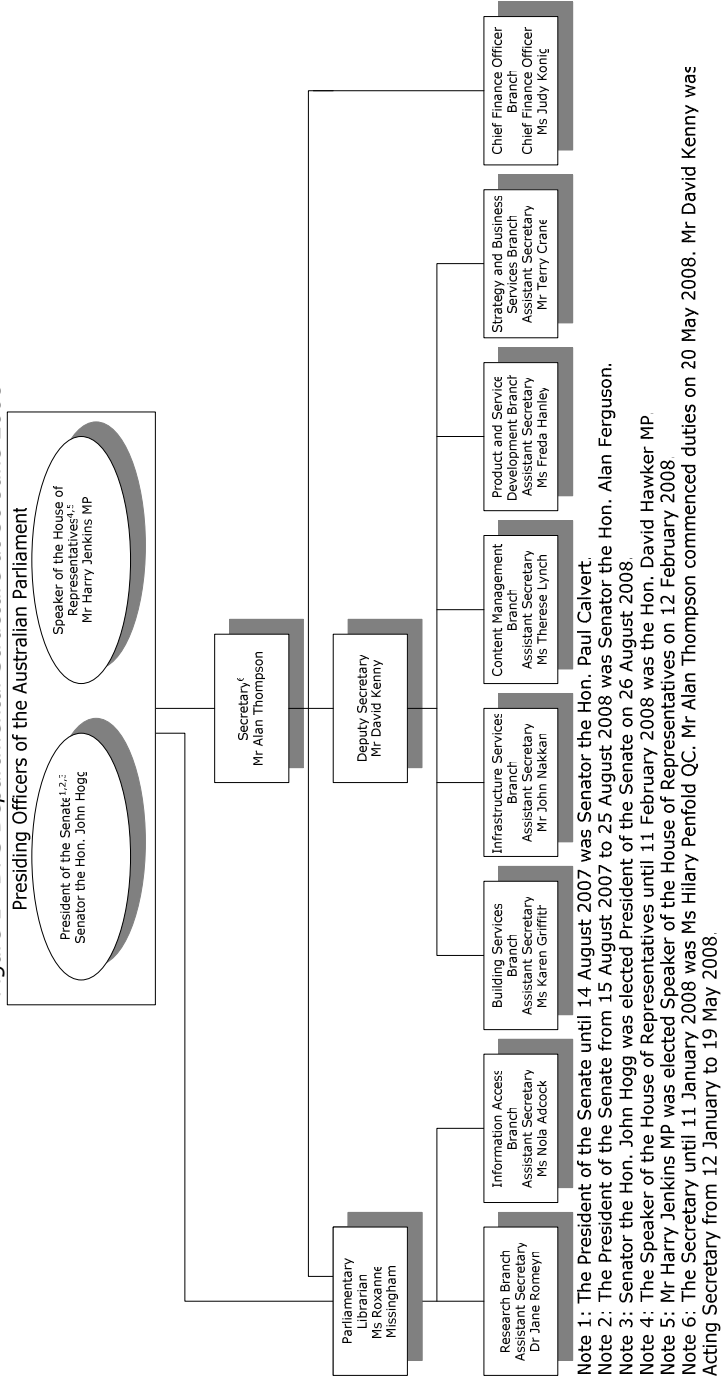 Presiding Officers of the Australian Parliament
President of the Senate1,2,3
Senator the Hon. John Hogg
Speaker of the House of
Representatives4,5
Mr Harry Jenkins MP
Secretary6
Mr Alan Thompson
Parliamentary
Librarian
Ms Roxanne
Missingham
Deputy Secretary
Mr David Kenny
Research Branch
Assistant Secretary
Dr Jane Romeyn
Information Access
Branch
Assistant Secretary
Ms Nola Adcock
Building Services
Branch
Assistant Secretary
Ms Karen Griffith
Infrastructure Services
Branch
Assistant Secretary
Mr John Nakkan
Content Management
Branch
Assistant Secretary
Ms Therese Lynch
Product and Service
Development Branch
Assistant Secretary
Ms Freda Hanley
Strategy and Business
Services Branch
Assistant Secretary
Mr Terry Crane
Chief Finance Officer
Branch
Chief Finance Officer
Ms Judy Konig
Note 1: The President of the Senate until 14 August 2007 was Senator the Hon. Paul Calvert.
Note 2: The President of the Senate from 15 August 2007 to 25 August 2008 was Senator the Hon. Alan Ferguson.
Note 3: Senator the Hon. John Hogg was elected President of the Senate on 26 August 2008.
Note 4: The Speaker of the House of Representatives until 11 February 2008 was the Hon. David Hawker MP.
Note 5: Mr Harry Jenkins MP was elected Speaker of the House of Representatives on 12 February 2008.
Note 6: The Secretary until 11 January 2008 was Ms Hilary Penfold QC. Mr Alan Thompson commenced duties on 20 May 2008. Mr David Kenny was
Acting Secretary from 12 January to 19 May 2008.